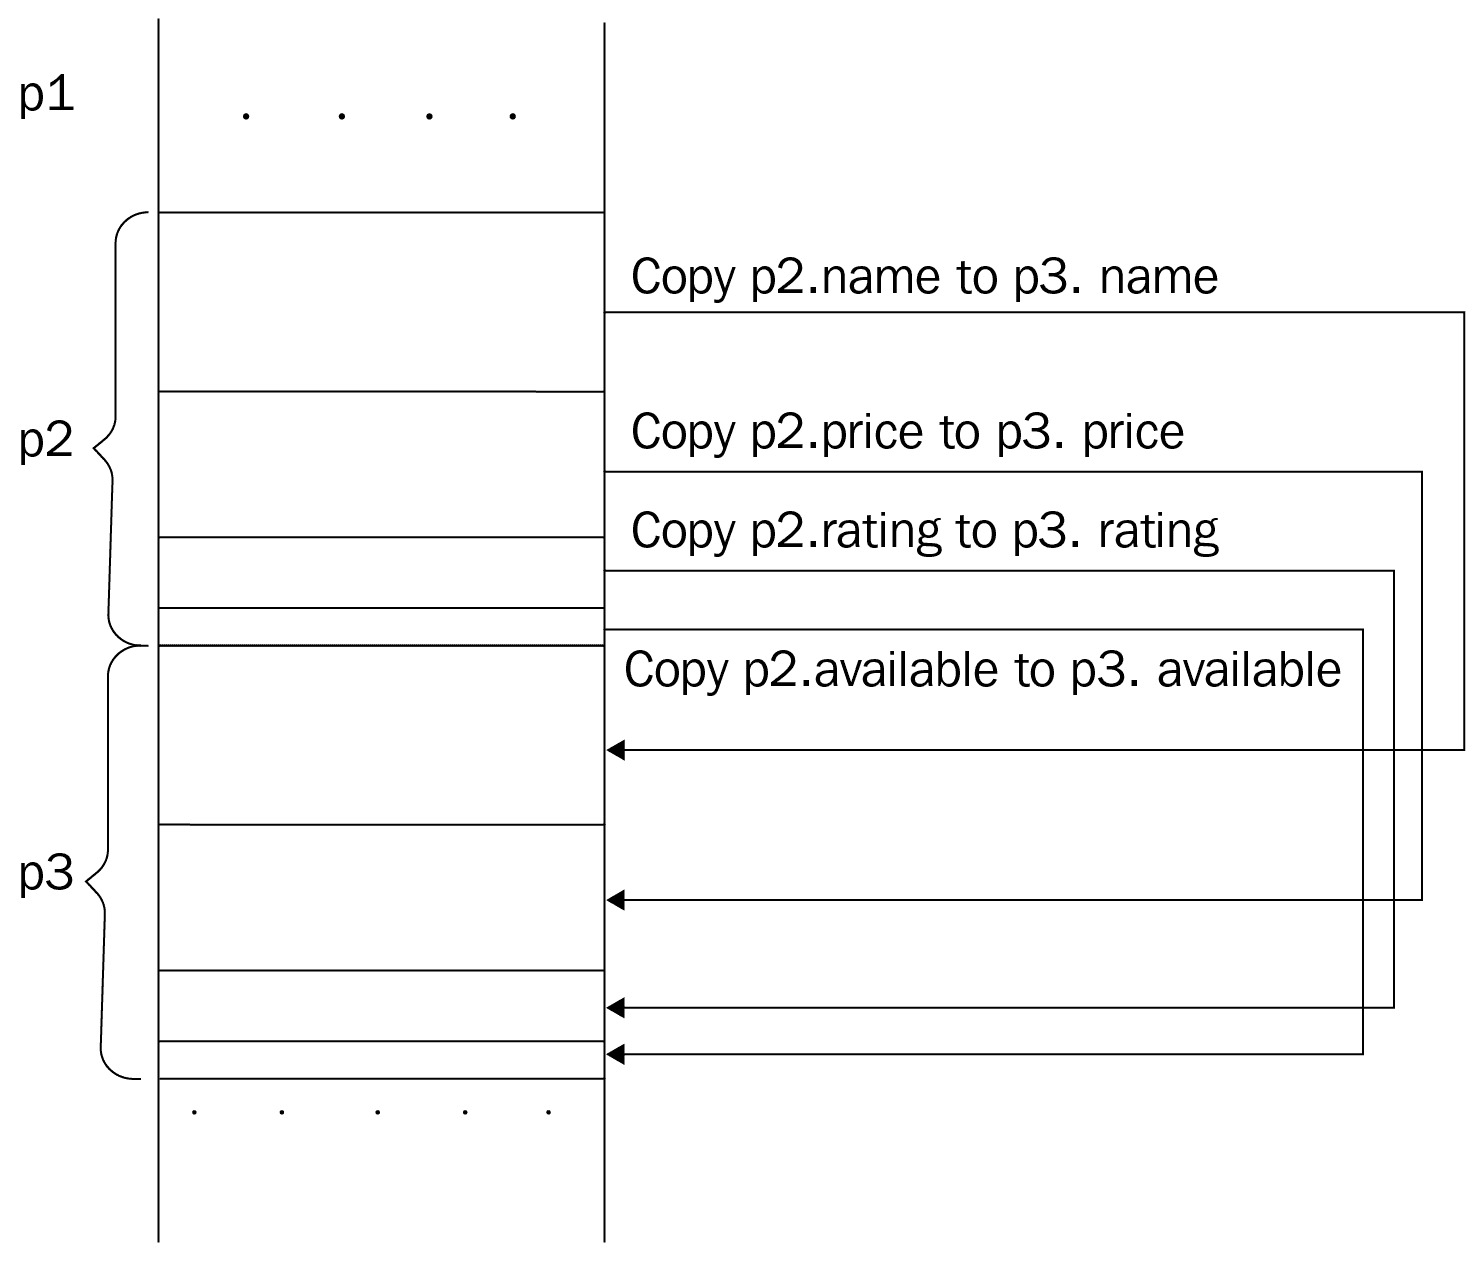 p1
Copy p2.name to p3. name
Copy p2.price to p3. price
p2
Copy p2.rating to p3. rating
Copy p2.available to p3. available
p3